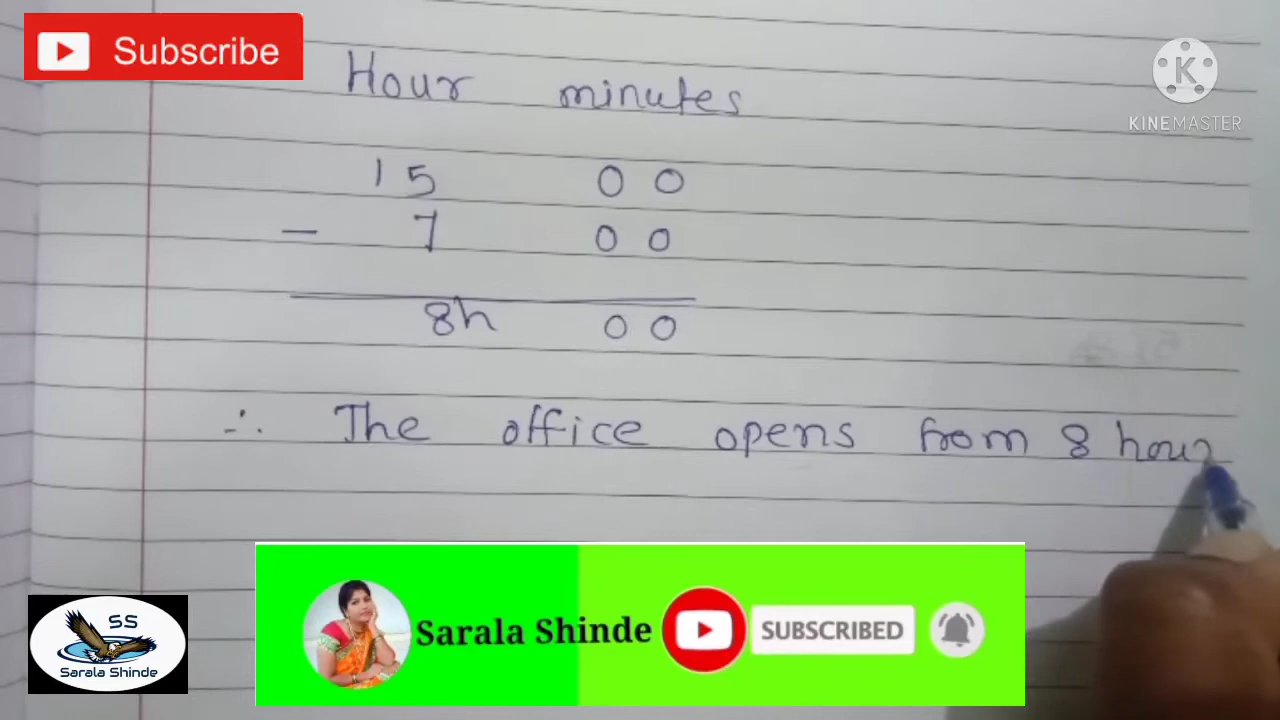 Subscribe
K
KINEMASTER
Hour minutes
15 00
- 7 00
8h 00
∴ The office opens from 8 hour
Sarala Shinde SUBSCRIBED
SS
Sarala Shinde